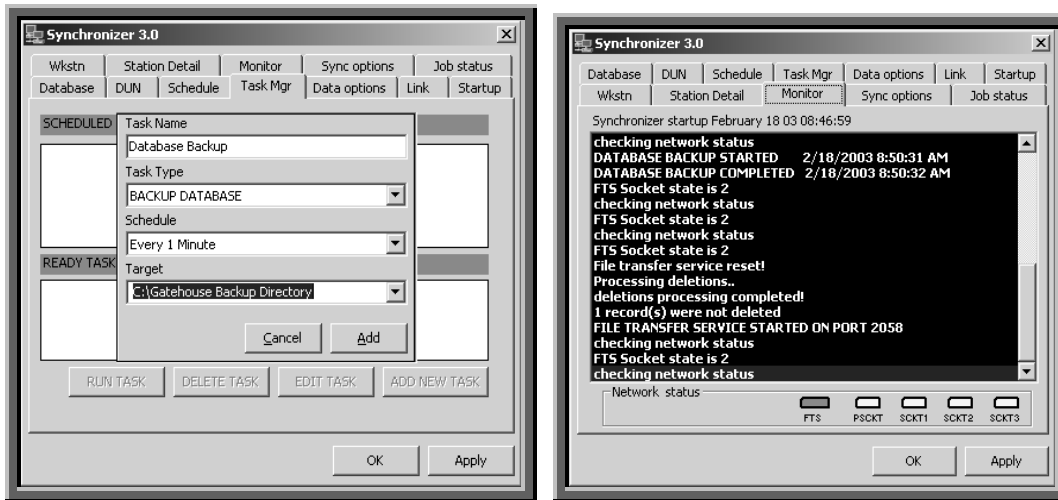 Synchronizer 3.0
Wkstn Station Detail Monitor Sync options Job status
Database DUN Schedule Task Mgr Data options Link Startup
SCHEDULED
Task Name
Database Backup
Task Type
BACKUP DATABASE
Schedule
Every 1 Minute
READY TASK
Target
C:\Gatehouse Backup Directory
Cancel Add
RUN TASK DELETE TASK EDIT TASK ADD NEW TASK
OK Apply
Synchronizer 3.0
Database DUN Schedule Task Mgr Data options Link Startup
Wkstn Station Detail Monitor Sync options Job status
Synchronizer startup February 18 03 08:46:59
checking network status
DATABASE BACKUP STARTED 2/18/2003 8:50:31 AM
DATABASE BACKUP COMPLETED 2/18/2003 8:50:32 AM
FTS Socket state is 2
checking network status
FTS Socket state is 2
checking network status
FTS Socket state is 2
File transfer service reset!
Processing deletions..
deletions processing completed!
1 record(s) were not deleted
FILE TRANSFER SERVICE STARTED ON PORT 2058
checking network status
FTS Socket state is 2
checking network status
Network status
FTS PSCKT SCKT1 SCKT2 SCKT3
OK Apply